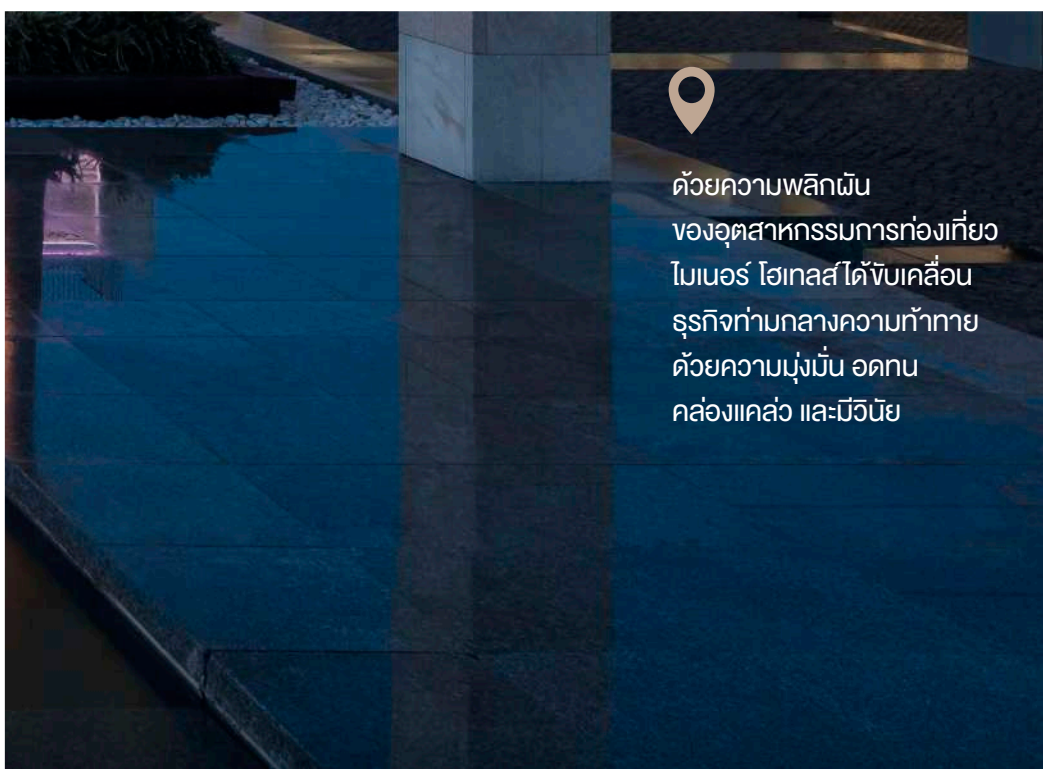 ด้วยความพลิกผัน
ของอุตสาหกรรมการท่องเที่ยว
ไมเนอร์ โฮเทลส์ ได้ขับเคลื่อน
ธุรกิจท่ามกลางความท้าทาย
ด้วยความมุ่งมั่น อดทน
คล่องแคล่ว และมีวินัย